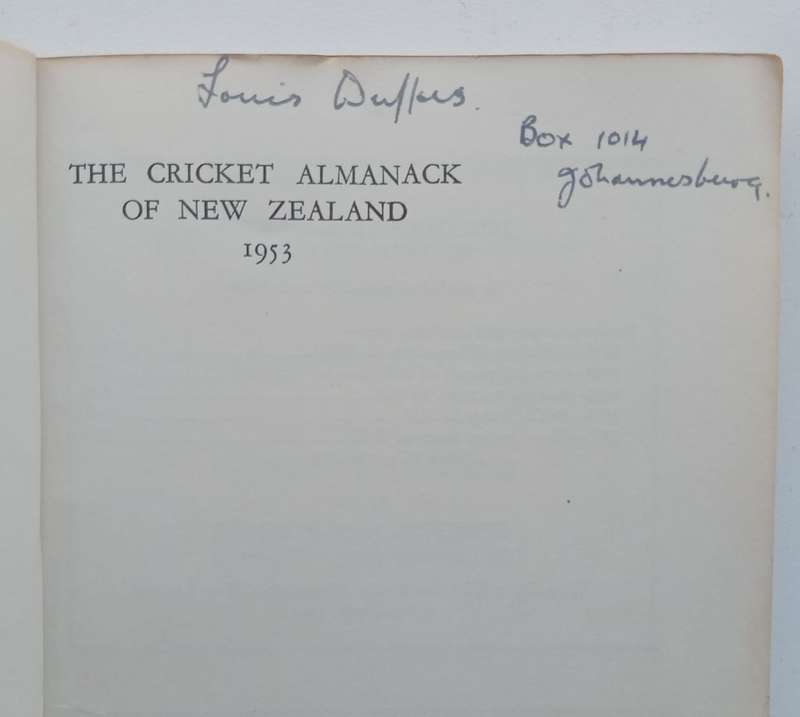 Louis Duffus.
Box 1014
Johannesburg.
THE CRICKET ALMANACK
OF NEW ZEALAND
1953